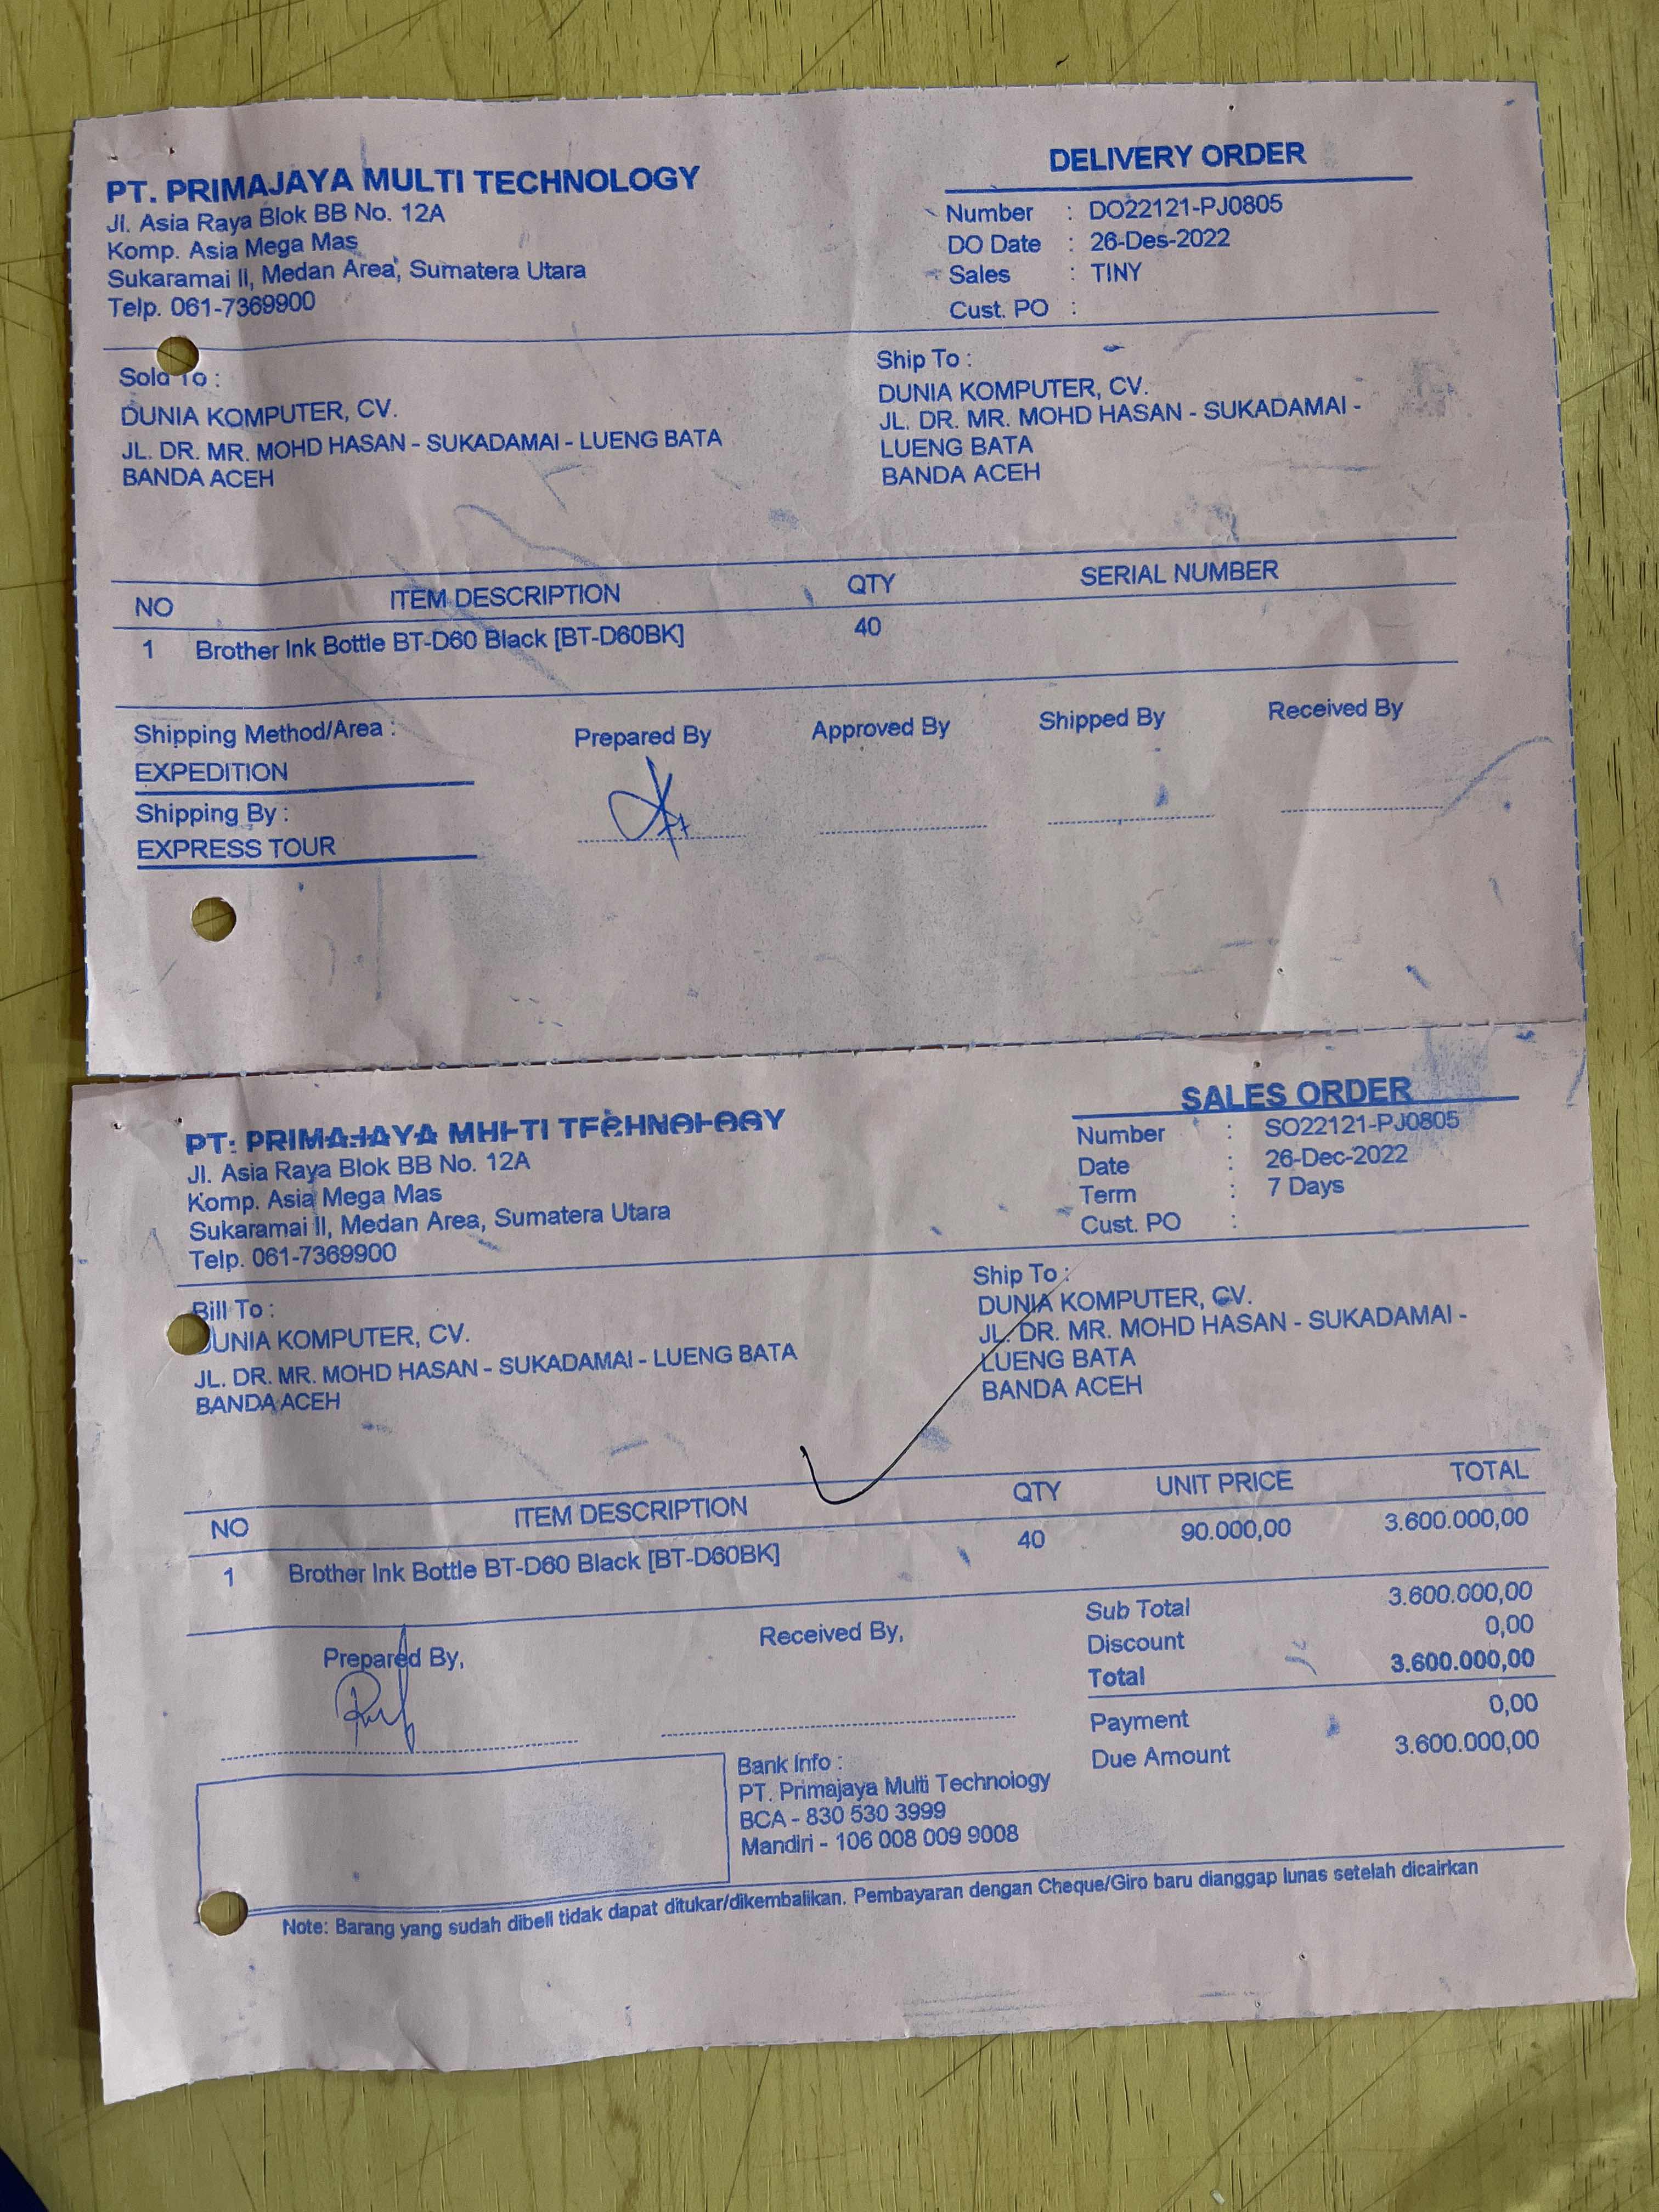 PT. PRIMAJAYA MULTI TECHNOLOGY
Jl. Asia Raya Blok BB No. 12A
Komp. Asia Mega Mas
Sukaramai II, Medan Area, Sumatera Utara
Telp. 061-7369900
DELIVERY ORDER
Number : DO22121-PJ0805
DO Date : 26-Des-2022
Sales : TINY
Cust. PO :
Sold To :
DUNIA KOMPUTER, CV.
JL. DR. MR. MOHD HASAN - SUKADAMAI - LUENG BATA
BANDA ACEH
Ship To :
DUNIA KOMPUTER, CV.
JL. DR. MR. MOHD HASAN - SUKADAMAI -
LUENG BATA
BANDA ACEH
NO ITEM DESCRIPTION QTY SERIAL NUMBER
1 Brother Ink Bottle BT-D60 Black [BT-D60BK] 40
Shipping Method/Area :
EXPEDITION
Shipping By :
EXPRESS TOUR
Prepared By Approved By Shipped By Received By
PT. PRIMAJAYA MULTI TECHNOLOGY
Jl. Asia Raya Blok BB No. 12A
Komp. Asia Mega Mas
Sukaramai II, Medan Area, Sumatera Utara
Telp. 061-7369900
SALES ORDER
Number : SO22121-PJ0805
Date : 26-Dec-2022
Term : 7 Days
Cust. PO :
Bill To :
DUNIA KOMPUTER, CV.
JL. DR. MR. MOHD HASAN - SUKADAMAI - LUENG BATA
BANDA ACEH
Ship To :
DUNIA KOMPUTER, CV.
JL. DR. MR. MOHD HASAN - SUKADAMAI -
LUENG BATA
BANDA ACEH
NO ITEM DESCRIPTION QTY UNIT PRICE TOTAL
1 Brother Ink Bottle BT-D60 Black [BT-D60BK] 40 90.000,00 3.600.000,00
Prepared By, Received By,
Sub Total 3.600.000,00
Discount 0,00
Total 3.600.000,00
Payment 0,00
Due Amount 3.600.000,00
Bank Info :
PT. Primajaya Multi Technology
BCA - 830 530 3999
Mandiri - 106 008 009 9008
Note: Barang yang sudah dibeli tidak dapat ditukar/dikembalikan. Pembayaran dengan Cheque/Giro baru dianggap lunas setelah dicairkan